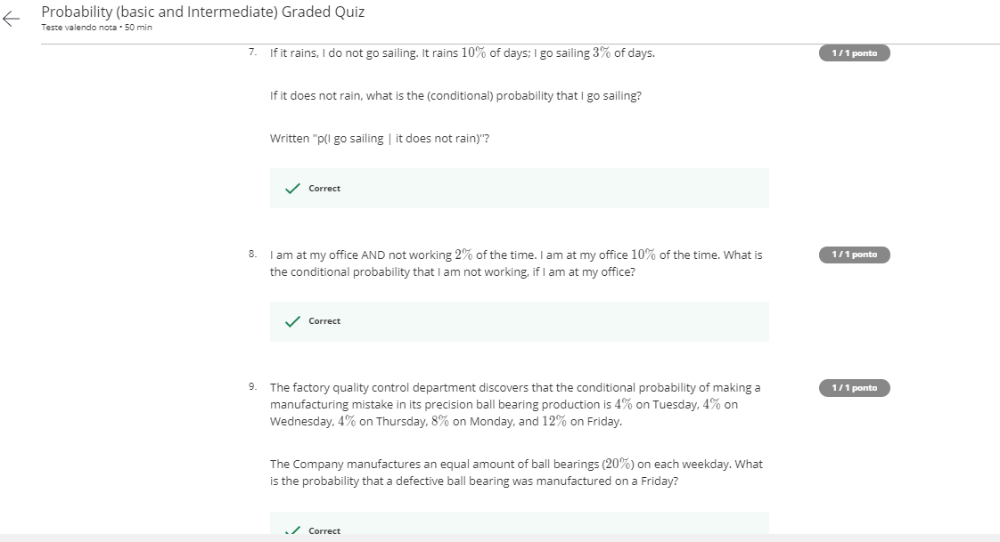 Probability (basic and Intermediate) Graded Quiz
Teste valendo nota • 50 min
7. If it rains, I do not go sailing. It rains 10% of days; I go sailing 3% of days.
1 / 1 ponto
If it does not rain, what is the (conditional) probability that I go sailing?
Written "p(I go sailing | it does not rain)"?
Correct
8. I am at my office AND not working 2% of the time. I am at my office 10% of the time. What is
the conditional probability that I am not working, if I am at my office?
1 / 1 ponto
Correct
9. The factory quality control department discovers that the conditional probability of making a
manufacturing mistake in its precision ball bearing production is 4% on Tuesday, 4% on
Wednesday, 4% on Thursday, 8% on Monday, and 12% on Friday.
1 / 1 ponto
The Company manufactures an equal amount of ball bearings (20%) on each weekday. What
is the probability that a defective ball bearing was manufactured on a Friday?
Correct